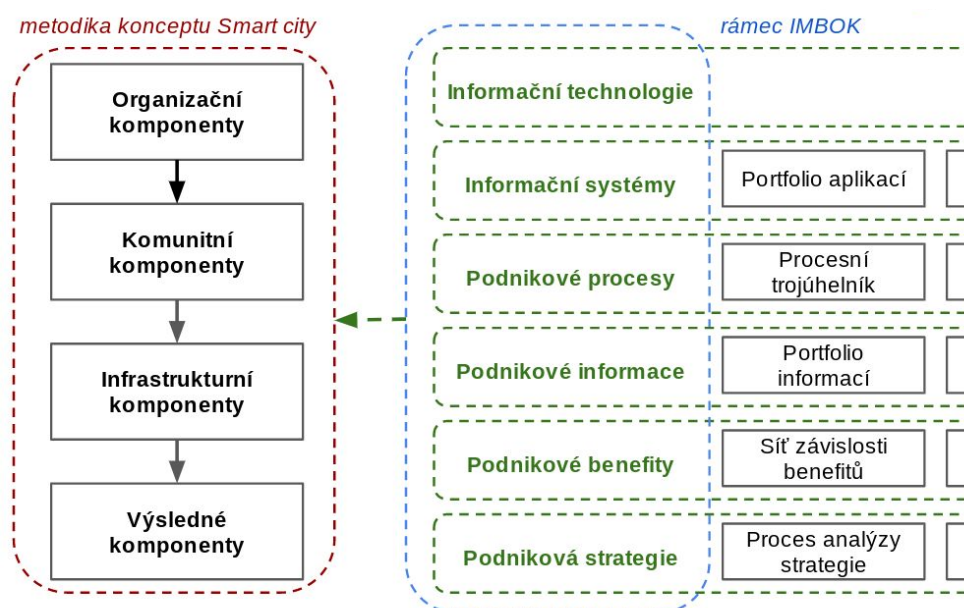 metodika konceptu Smart city
Organizační
komponenty
Komunitní
komponenty
Infrastrukturní
komponenty
Výsledné
komponenty
rámec IMBOK
Informační technologie
Informační systémy
Portfolio aplikací
Podnikové procesy
Procesní
trojúhelník
Podnikové informace
Portfolio
informací
Podnikové benefity
Síť závislosti
benefitů
Podniková strategie
Proces analýzy
strategie